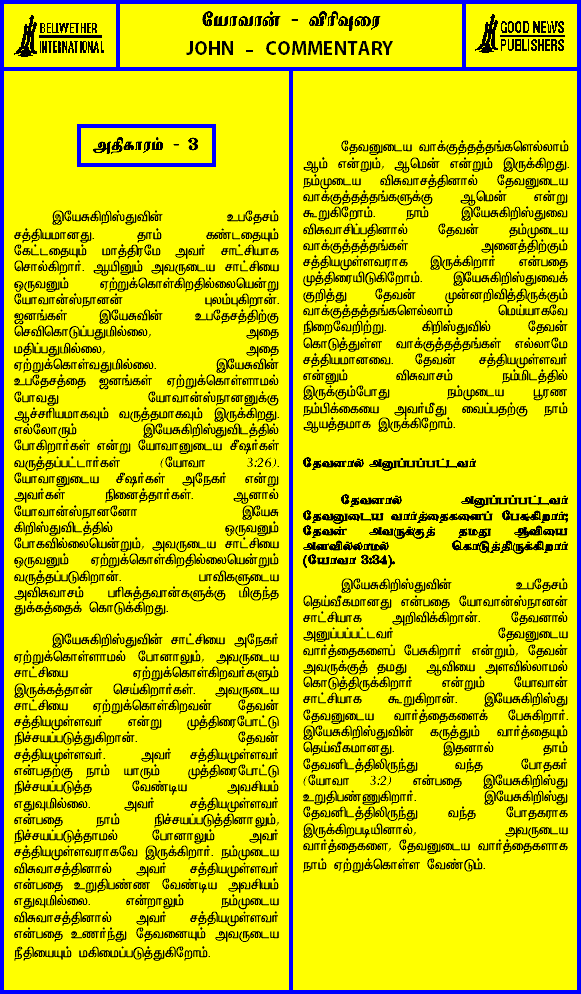 BELWETHER
INTERNATIONAL
யோவான் - விரிவுரை
JOHN - COMMENTARY
GOOD NEWS
PUBLISHERS
அதிகாரம் - 3
இயேசுகிறிஸ்துவின் உபதேசம்
சத்தியமானது. தாம் கண்டதையும்
கேட்டதையும் மாத்திரமே அவர் சாட்சியாக
சொல்கிறார். ஆயினும் அவருடைய சாட்சியை
ஒருவனும் ஏற்றுக்கொள்கிறதில்லையென்று
யோவான்ஸ்நானன் புலம்புகிறான்.
ஜனங்கள் இயேசுவின் உபதேசத்திற்கு
செவிகொடுப்பதுமில்லை, அதை
மதிப்பதுமில்லை, அதை
ஏற்றுக்கொள்வதுமில்லை. இயேசுவின்
உபதேசத்தை ஜனங்கள் ஏற்றுக்கொள்ளாமல்
போவது யோவான்ஸ்நானனுக்கு
ஆச்சரியமாகவும் வருத்தமாகவும் இருக்கிறது.
எல்லோரும் இயேசுகிறிஸ்துவிடத்தில்
போகிறார்கள் என்று யோவானுடைய சீஷர்கள்
வருத்தப்பட்டார்கள் (யோவா 3:26).
யோவானுடைய சீஷர்கள் அநேகர் என்று
அவர்கள் நினைத்தார்கள். ஆனால்
யோவான்ஸ்நானனோ இயேசு
கிறிஸ்துவிடத்தில் ஒருவனும்
போகவில்லையென்றும், அவருடைய சாட்சியை
ஒருவனும் ஏற்றுக்கொள்கிறதில்லையென்றும்
வருத்தப்படுகிறான். பாவிகளுடைய
அவிசுவாசம் பரிசுத்தவான்களுக்கு மிகுந்த
துக்கத்தைக் கொடுக்கிறது.
இயேசுகிறிஸ்துவின் சாட்சியை அநேகர்
ஏற்றுக்கொள்ளாமல் போனாலும், அவருடைய
சாட்சியை ஏற்றுக்கொள்கிறவர்களும்
இருக்கத்தான் செய்கிறார்கள். அவருடைய
சாட்சியை ஏற்றுக்கொள்கிறவன் தேவன்
சத்தியமுள்ளவர் என்று முத்திரைபோட்டு
நிச்சயப்படுத்துகிறான். தேவன்
சத்தியமுள்ளவர். அவர் சத்தியமுள்ளவர்
என்பதற்கு நாம் யாரும் முத்திரைபோட்டு
நிச்சயப்படுத்த வேண்டிய அவசியம்
எதுவுமில்லை. அவர் சத்தியமுள்ளவர்
என்பதை நாம் நிச்சயப்படுத்தினாலும்,
நிச்சயப்படுத்தாமல் போனாலும் அவர்
சத்தியமுள்ளவராகவே இருக்கிறார். நம்முடைய
விசுவாசத்தினால் அவர் சத்தியமுள்ளவர்
என்பதை உறுதிபண்ண வேண்டிய அவசியம்
எதுவுமில்லை. என்றாலும் நம்முடைய
விசுவாசத்தினால் அவர் சத்தியமுள்ளவர்
என்பதை உணர்ந்து தேவனையும் அவருடைய
நீதியையும் மகிமைப்படுத்துகிறோம்.
தேவனுடைய வாக்குத்தத்தங்களெல்லாம்
ஆம் என்றும், ஆமென் என்றும் இருக்கிறது.
நம்முடைய விசுவாசத்தினால் தேவனுடைய
வாக்குத்தத்தங்களுக்கு ஆமென் என்று
கூறுகிறோம். நாம் இயேசுகிறிஸ்துவை
விசுவாசிப்பதினால் தேவன் தம்முடைய
வாக்குத்தத்தங்கள் அனைத்திற்கும்
சத்தியமுள்ளவராக இருக்கிறார் என்பதை
முத்திரையிடுகிறோம். இயேசுகிறிஸ்துவைக்
குறித்து தேவன் முன்னறிவித்திருக்கும்
வாக்குத்தத்தங்களெல்லாம் மெய்யாகவே
நிறைவேறிற்று. கிறிஸ்துவில் தேவன்
கொடுத்துள்ள வாக்குத்தத்தங்கள் எல்லாமே
சத்தியமானவை. தேவன் சத்தியமுள்ளவர்
என்னும் விசுவாசம் நம்மிடத்தில்
இருக்கும்போது நம்முடைய பூரண
நம்பிக்கையை அவர்மீது வைப்பதற்கு நாம்
ஆயத்தமாக இருக்கிறோம்.
தேவனால் அனுப்பப்பட்டவர்
தேவனால் அனுப்பப்பட்டவர்
தேவனுடைய வார்த்தைகளைப் பேசுகிறார்;
தேவன் அவருக்குத் தமது ஆவியை
அளவில்லாமல் கொடுத்திருக்கிறார்
(யோவா 3:34).
இயேசுகிறிஸ்துவின் உபதேசம்
தெய்வீகமானது என்பதை யோவான்ஸ்நானன்
சாட்சியாக அறிவிக்கிறான். தேவனால்
அனுப்பப்பட்டவர் தேவனுடைய
வார்த்தைகளைப் பேசுகிறார் என்றும், தேவன்
அவருக்குத் தமது ஆவியை அளவில்லாமல்
கொடுத்திருக்கிறார் என்றும் யோவான்
சாட்சியாக கூறுகிறான். இயேசுகிறிஸ்து
தேவனுடைய வார்த்தைகளைக் பேசுகிறார்.
இயேசுகிறிஸ்துவின் கருத்தும் வார்த்தையும்
தெய்வீகமானது. இதனால் தாம்
தேவனிடத்திலிருந்து வந்த போதகர்
(யோவா 3:2) என்பதை இயேசுகிறிஸ்து
உறுதிபண்ணுகிறார். இயேசுகிறிஸ்து
தேவனிடத்திலிருந்து வந்த போதகராக
இருக்கிறபடியினால், அவருடைய
வார்த்தைகளை, தேவனுடைய வார்த்தைகளாக
நாம் ஏற்றுக்கொள்ள வேண்டும்.